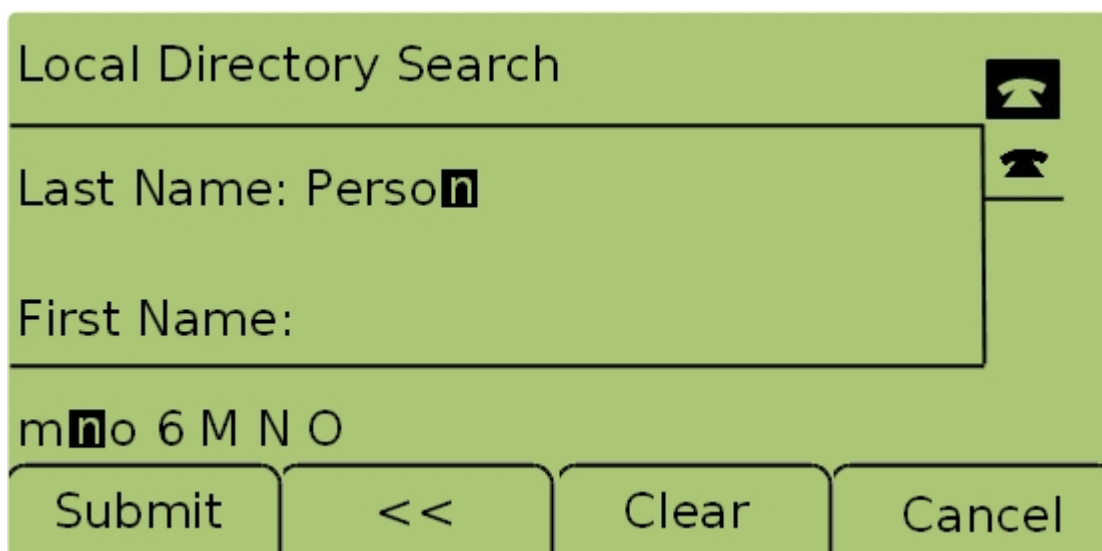 Local Directory Search
Last Name: Person
First Name:
mno 6 M N O
Submit << Clear Cancel